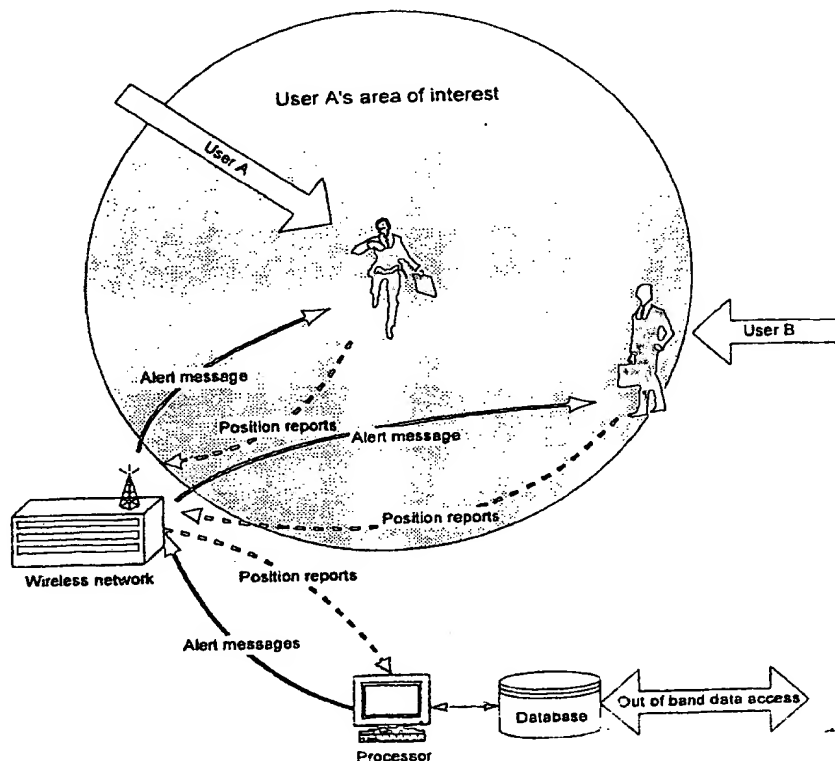 User A's area of interest
User A
User B
Alert message
Position reports
Alert message
Position reports
Wireless network
Position reports
Alert messages
Out of band data access
Database
Processor